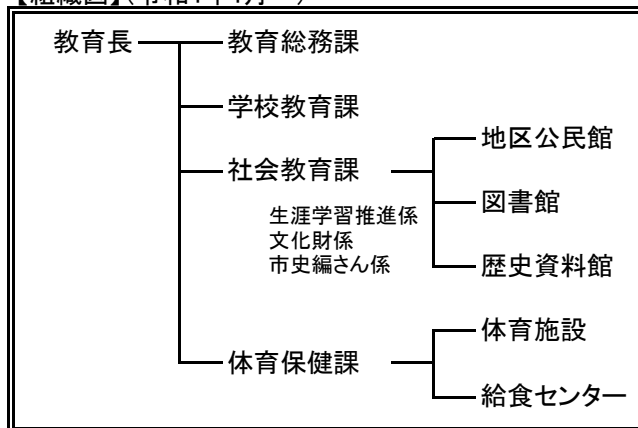 教育長
教育総務課
学校教育課
社会教育課
生涯学習推進係
文化財係
市史編さん係
地区公民館
図書館
歴史資料館
体育保健課
体育施設
給食センター